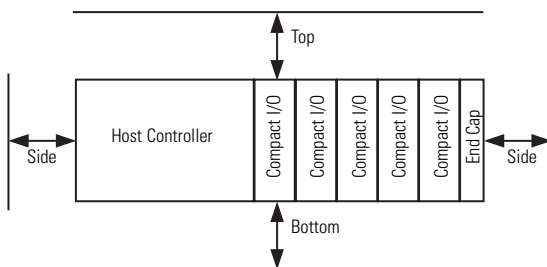 Top
Host Controller
Compact I/O
Compact I/O
Compact I/O
Compact I/O
Compact I/O
End Cap
Side
Side
Bottom